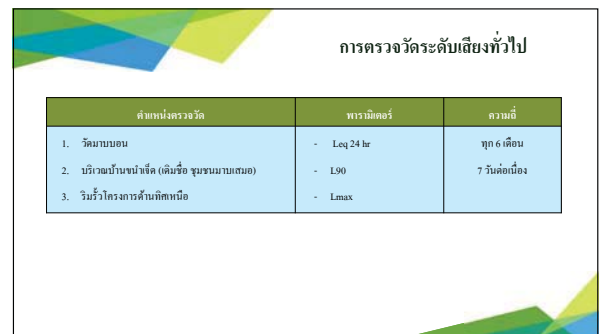 การตรวจวัดระดับเสียงทั่วไป
ตำแหน่งตรวจวัด พารามิเตอร์ ความถี่
1. วัดมาบบอน - Leq 24 hr ทุก 6 เดือน
2. บริเวณบ้านขนำเจ็ด (เดิมชื่อ ชุมชนมาบเสมอ) - L90 7 วันต่อเนื่อง
3. ริมรั้วโครงการด้านทิศเหนือ - Lmax